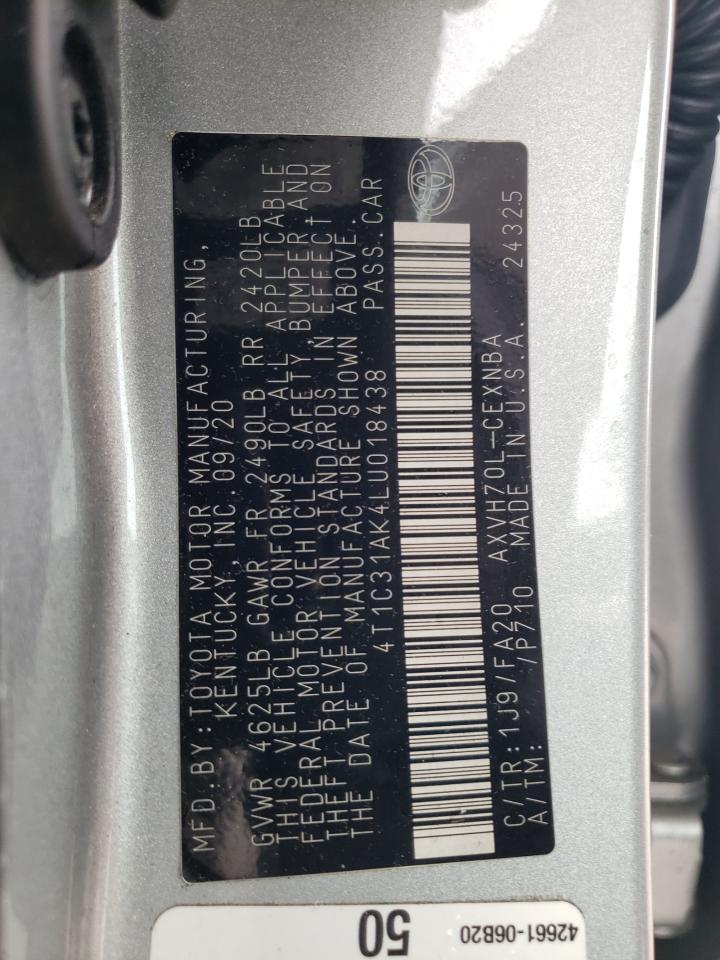 MFD.BY:TOYOTA MOTOR MANUFACTURING,
KENTUCKY, INC. 09/20
GVWR 4625LB GAWR FR 2490LB RR 2420LB
THIS VEHICLE CONFORMS TO ALL APPLICABLE
FEDERAL MOTOR VEHICLE SAFETY, BUMPER AND
THEFT PREVENTION STANDARDS IN EFFECT ON
THE DATE OF MANUFACTURE SHOWN ABOVE.
4T1C31AK4LU018438 PASS.CAR
C/TR:1J9/FA20 AXVH70L-CEXNBA
A/TM: /P710 MADE IN U.S.A. 24325
50
42661-06B20